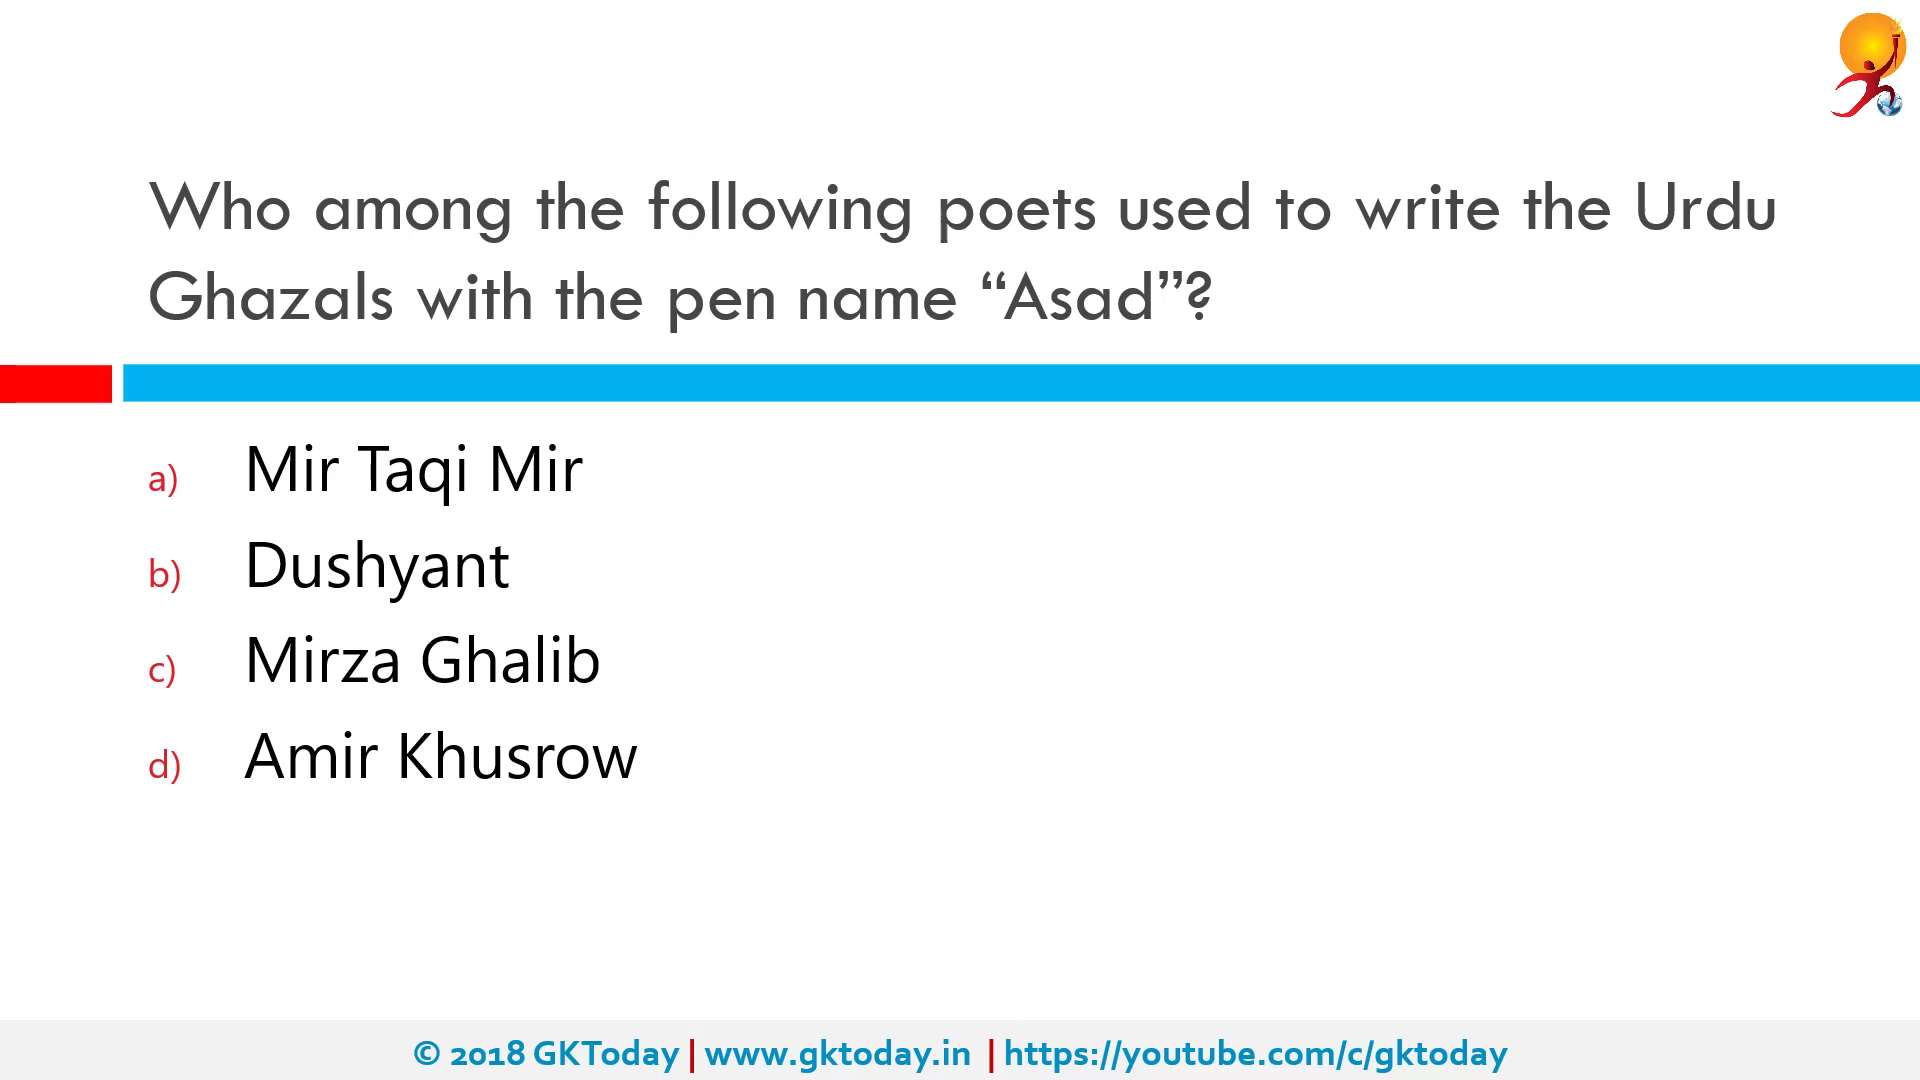 Who among the following poets used to write the Urdu
Ghazals with the pen name “Asad”?
a) Mir Taqi Mir
b) Dushyant
c) Mirza Ghalib
d) Amir Khusrow
© 2018 GKToday | www.gktoday.in | https://youtube.com/c/gktoday